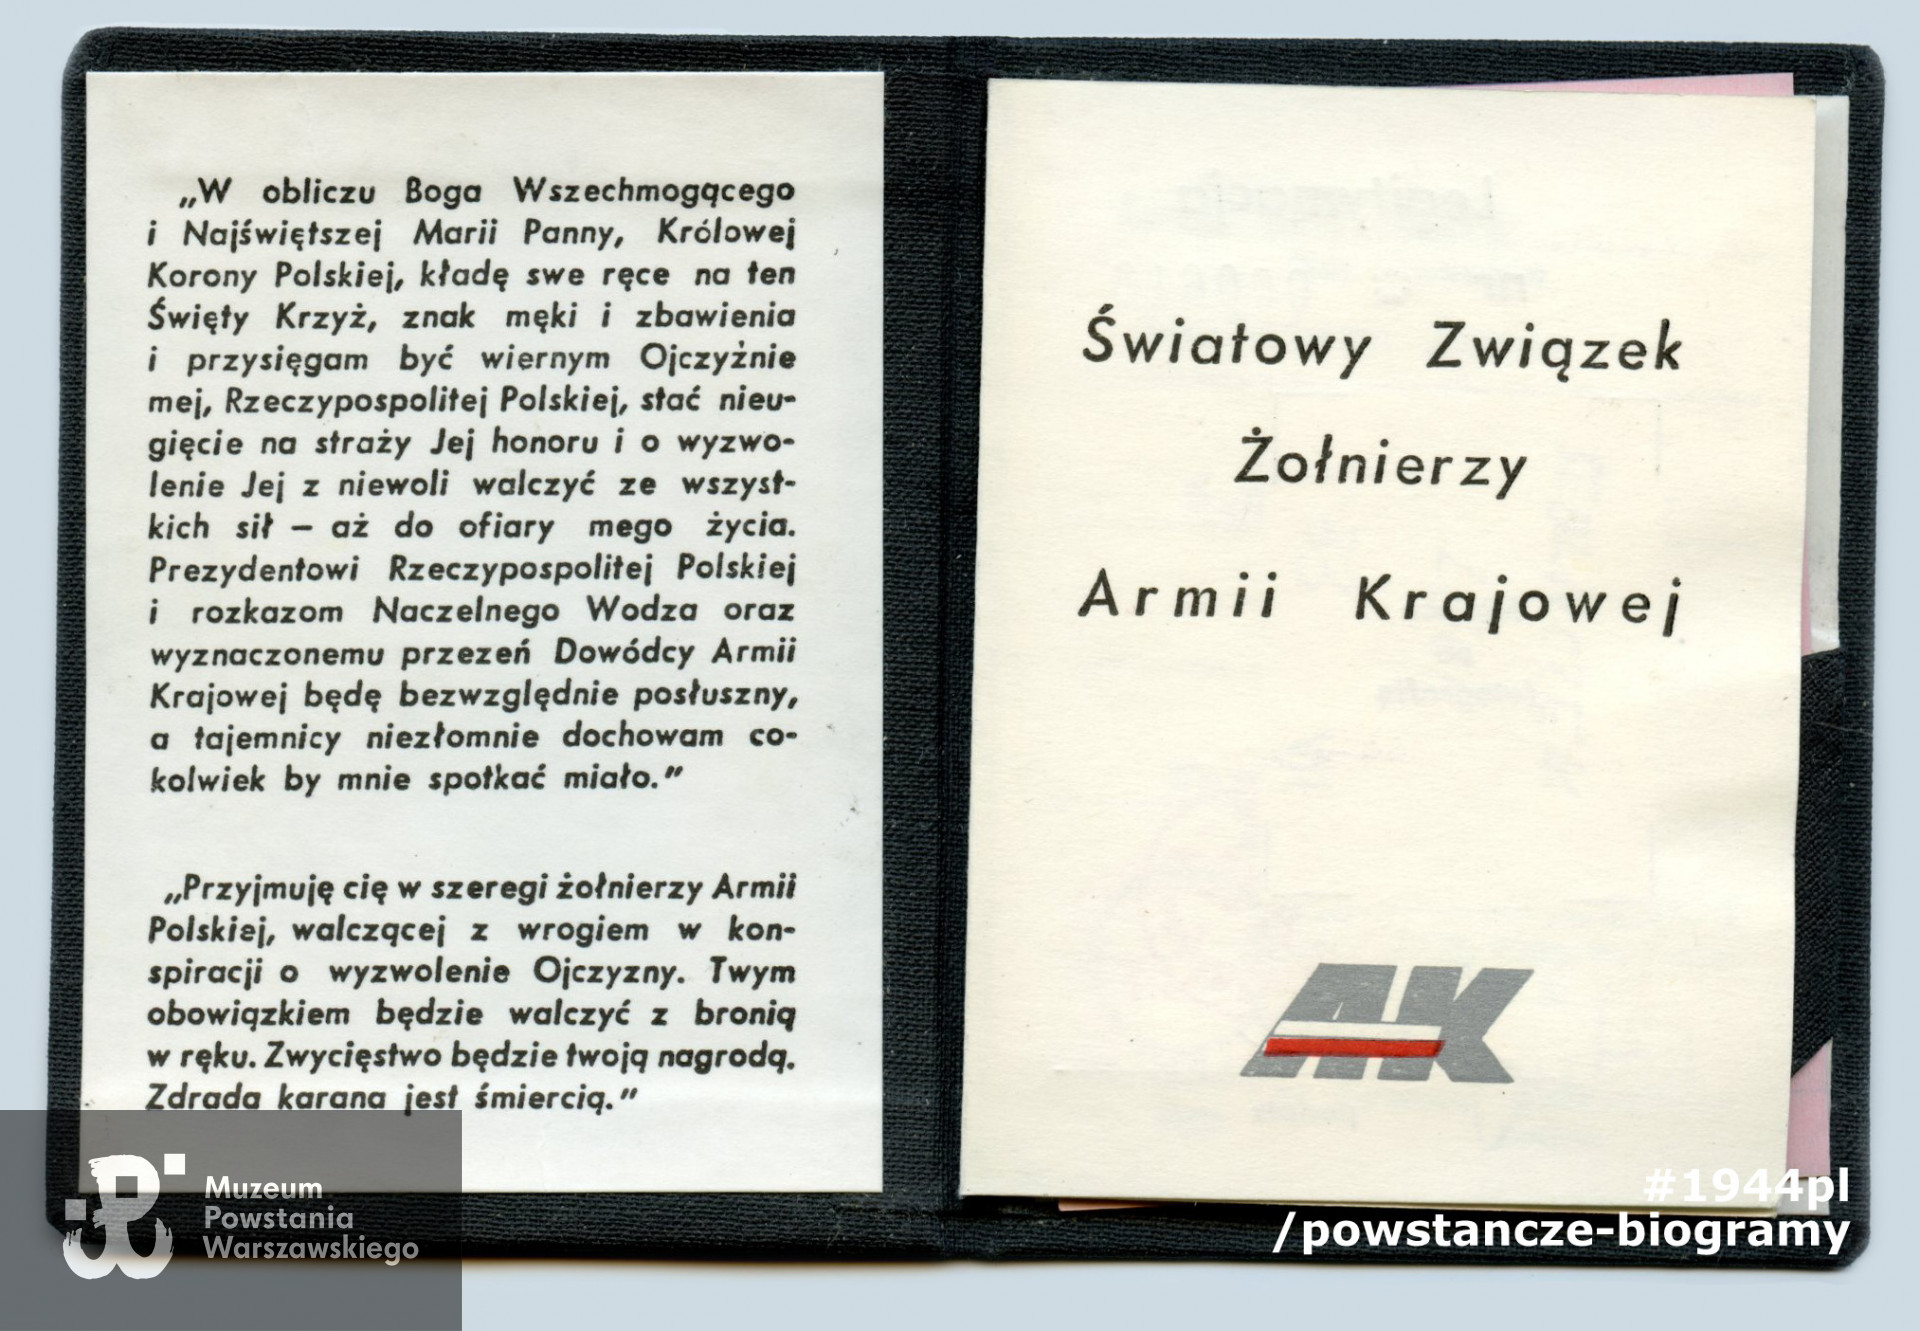 „W obliczu Boga Wszechmogącego
i Najświętszej Marii Panny, Królowej
Korony Polskiej, kładę swe ręce na ten
Święty Krzyż, znak męki i zbawienia
i przysięgam być wiernym Ojczyźnie
mej, Rzeczypospolitej Polskiej, stać nieu-
gięcie na straży Jej honoru i o wyzwo-
lenie Jej z niewoli walczyć ze wszyst-
kich sił – aż do ofiary mego życia.
Prezydentowi Rzeczypospolitej Polskiej
i rozkazom Naczelnego Wodza oraz
wyznaczonemu przezeń Dowódcy Armii
Krajowej będę bezwzględnie posłuszny,
a tajemnicy niezłomnie dochowam co-
kolwiek by mnie spotkać miało.”
„Przyjmuję cię w szeregi żołnierzy Armii
Polskiej, walczącej z wrogiem w kon-
spiracji o wyzwolenie Ojczyzny. Twym
obowiązkiem będzie walczyć z bronią
w ręku. Zwycięstwo będzie twoją nagrodą.
Zdrada karana jest śmiercią.”
Światowy Związek
Żołnierzy
Armii Krajowej
AK
Muzeum
Powstania
Warszawskiego
#1944pl
/powstancze-biogramy